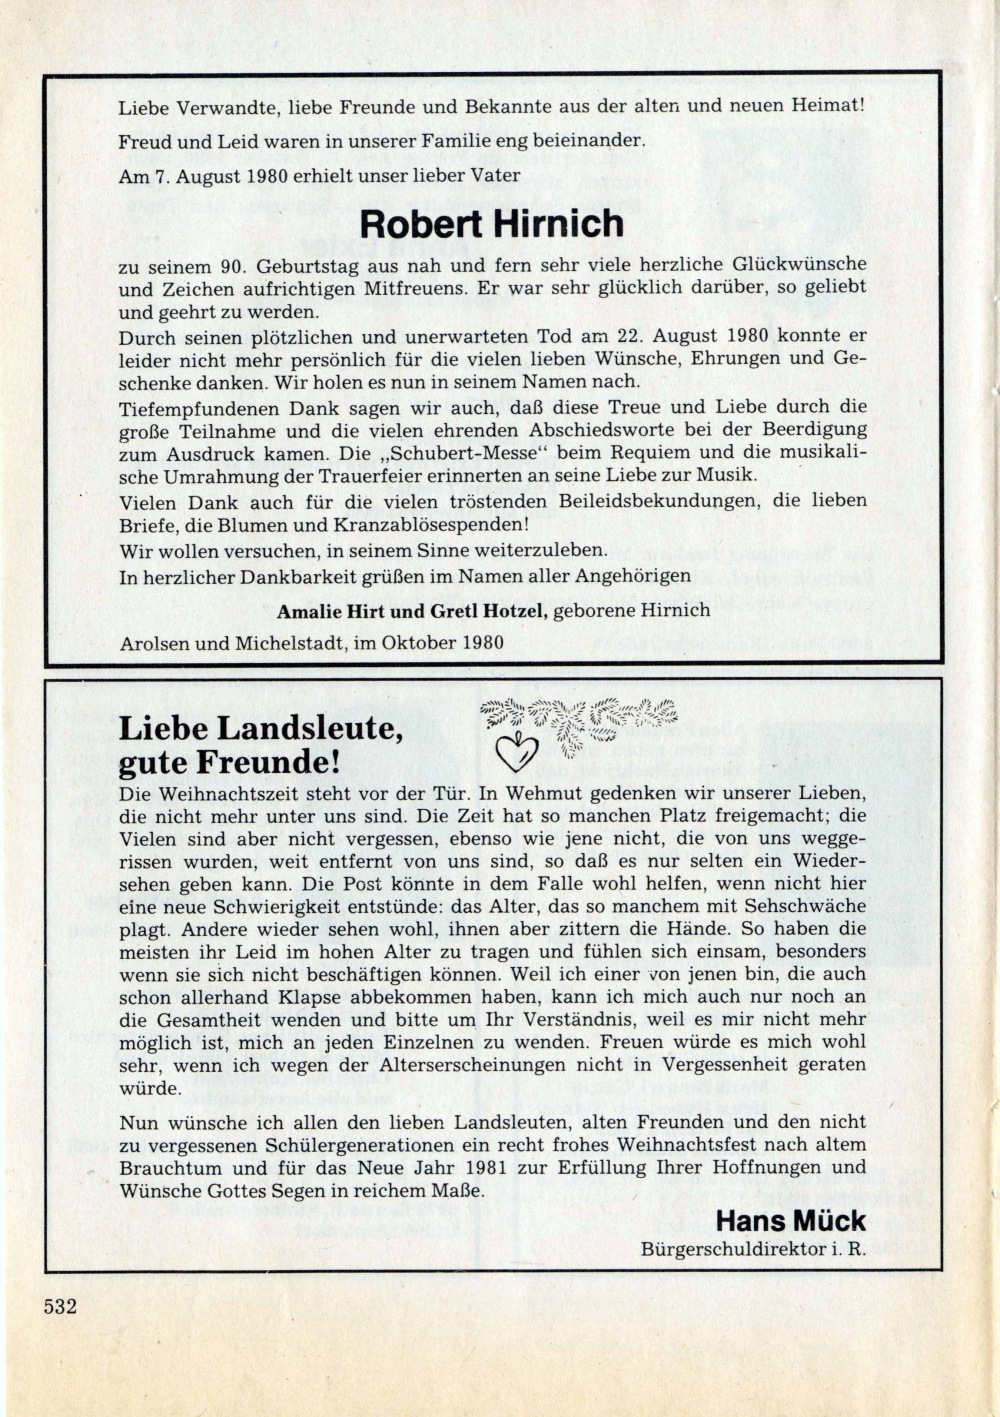 Liebe Verwandte, liebe Freunde und Bekannte aus der alten und neuen Heimat!
Freud und Leid waren in unserer Familie eng beieinander.
Am 7. August 1980 erhielt unser lieber Vater
Robert Hirnich
zu seinem 90. Geburtstag aus nah und fern sehr viele herzliche Glückwünsche
und Zeichen aufrichtigen Mitfreuens. Er war sehr glücklich darüber, so geliebt
und geehrt zu werden.
Durch seinen plötzlichen und unerwarteten Tod am 22. August 1980 konnte er
leider nicht mehr persönlich für die vielen lieben Wünsche, Ehrungen und Ge-
schenke danken. Wir holen es nun in seinem Namen nach.
Tiefempfundenen Dank sagen wir auch, daß diese Treue und Liebe durch die
große Teilnahme und die vielen ehrenden Abschiedsworte bei der Beerdigung
zum Ausdruck kamen. Die „Schubert-Messe“ beim Requiem und die musikali-
sche Umrahmung der Trauerfeier erinnerten an seine Liebe zur Musik.
Vielen Dank auch für die vielen tröstenden Beileidsbekundungen, die lieben
Briefe, die Blumen und Kranzablösespenden!
Wir wollen versuchen, in seinem Sinne weiterzuleben.
In herzlicher Dankbarkeit grüßen im Namen aller Angehörigen
Amalie Hirt und Gretl Hotzel, geborene Hirnich
Arolsen und Michelstadt, im Oktober 1980
Liebe Landsleute,
gute Freunde!
Die Weihnachtszeit steht vor der Tür. In Wehmut gedenken wir unserer Lieben,
die nicht mehr unter uns sind. Die Zeit hat so manchen Platz freigemacht; die
Vielen sind aber nicht vergessen, ebenso wie jene nicht, die von uns wegge-
rissen wurden, weit entfernt von uns sind, so daß es nur selten ein Wieder-
sehen geben kann. Die Post könnte in dem Falle wohl helfen, wenn nicht hier
eine neue Schwierigkeit entstünde: das Alter, das so manchem mit Sehschwäche
plagt. Andere wieder sehen wohl, ihnen aber zittern die Hände. So haben die
meisten ihr Leid im hohen Alter zu tragen und fühlen sich einsam, besonders
wenn sie sich nicht beschäftigen können. Weil ich einer von jenen bin, die auch
schon allerhand Klapse abbekommen haben, kann ich mich auch nur noch an
die Gesamtheit wenden und bitte um Ihr Verständnis, weil es mir nicht mehr
möglich ist, mich an jeden Einzelnen zu wenden. Freuen würde es mich wohl
sehr, wenn ich wegen der Alterserscheinungen nicht in Vergessenheit geraten
würde.
Nun wünsche ich allen den lieben Landsleuten, alten Freunden und den nicht
zu vergessenen Schülergenerationen ein recht frohes Weihnachtsfest nach altem
Brauchtum und für das Neue Jahr 1981 zur Erfüllung Ihrer Hoffnungen und
Wünsche Gottes Segen in reichem Maße.
Hans Mück
Bürgerschuldirektor i. R.
532